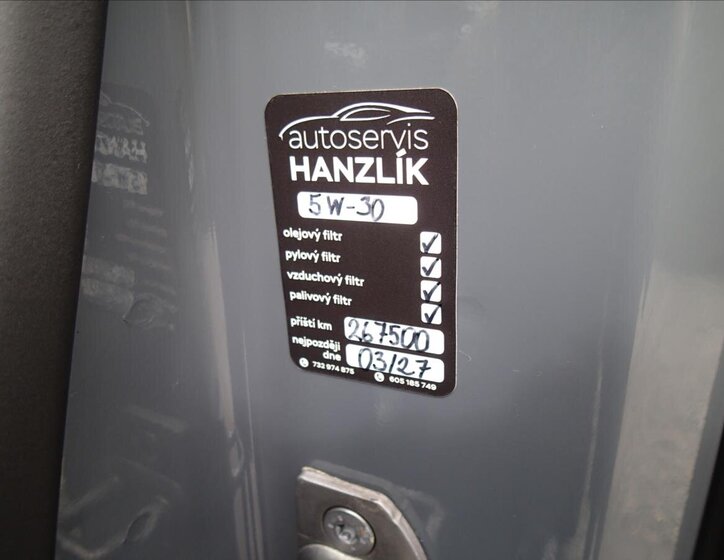 autoservis
HANZLÍK
5W-30
olejový filtr ✓
pylový filtr ✓
vzduchový filtr ✓
palivový filtr ✓
příští km 267500
nejpozději
dne 03/27
732 974 875 605 185 749